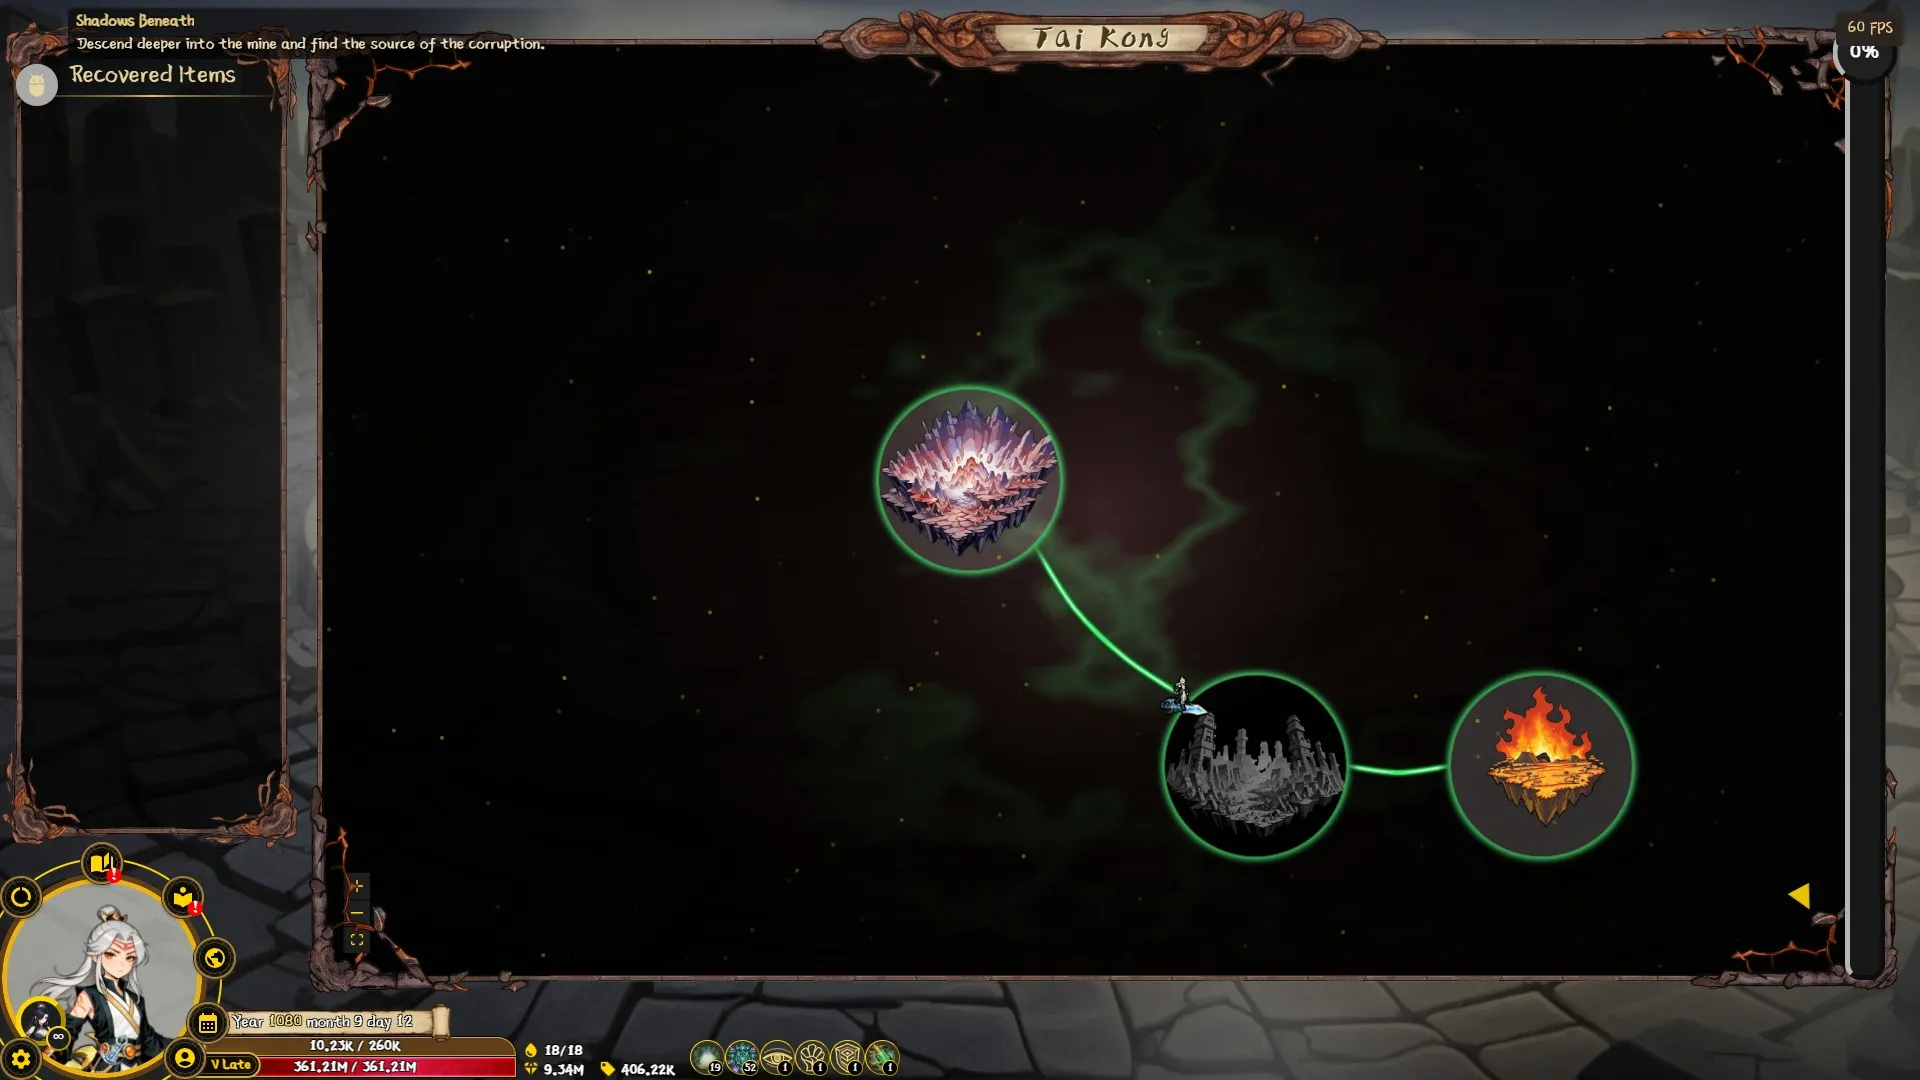 Shadows Beneath
Descend deeper into the mine and find the source of the corruption.
Recovered Items
Tai Kong
60 FPS
0%
Year 1080 month 9 day 12
10.23K / 260K
V Late
361.21M / 361.21M
18/18
9.34M
406.22K
19
52
1
1
1
1
∞